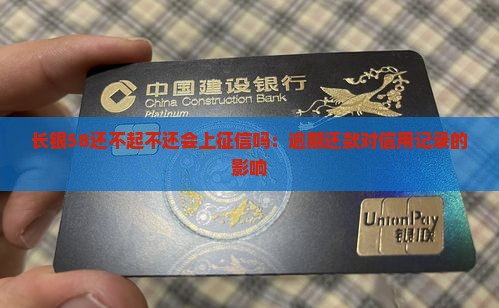 中国建设银行
China Construction Bank
Platinum
长银58还不起不还会上征信吗：逾期还款对信用记录的
影响
UnionPay
银联